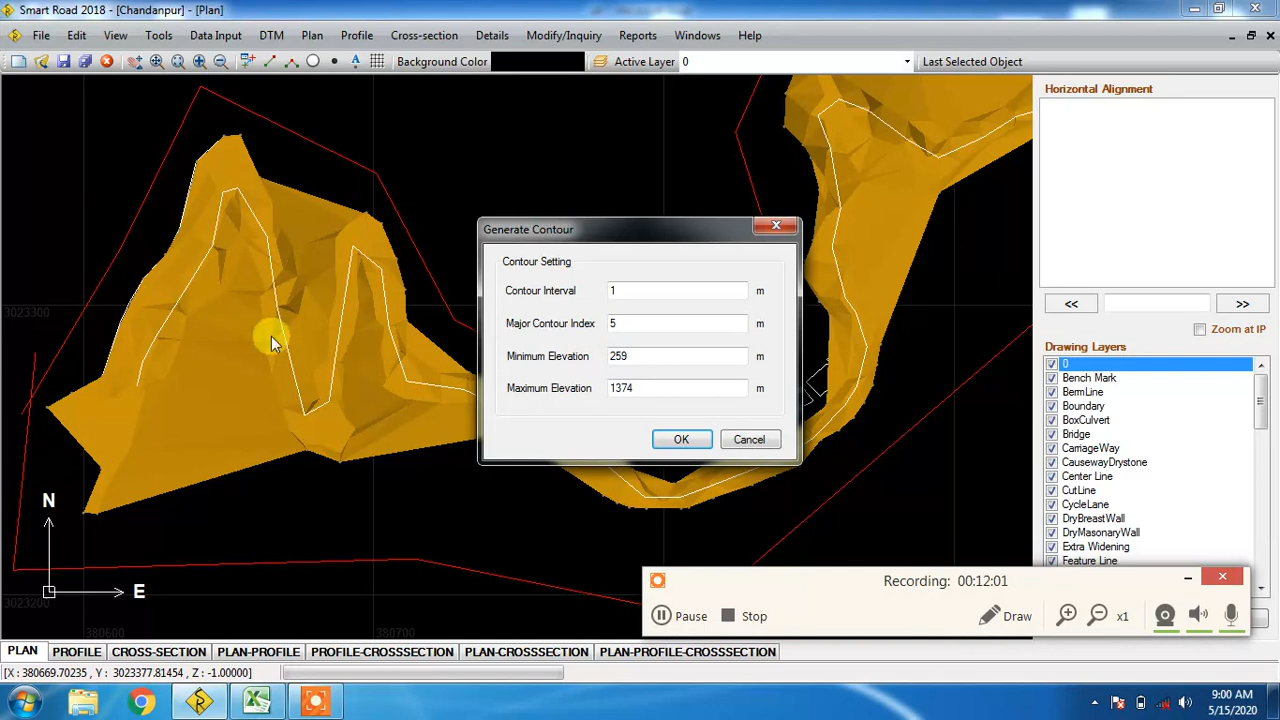 Smart Road 2018 - [Chandanpur] - [Plan]
File Edit View Tools Data Input DTM Plan Profile Cross-section Details Modify/Inquiry Reports Windows Help
Background Color Active Layer 0 Last Selected Object
Horizontal Alignment
<< >>
Zoom at IP
Drawing Layers
0
Bench Mark
BermLine
Boundary
BoxCulvert
Bridge
CarriageWay
CausewayDrystone
Center Line
CutLine
CycleLane
DryBreastWall
DryMasonaryWall
Extra Widening
Feature Line
Generate Contour
Contour Setting
Contour Interval 1 m
Major Contour Index 5 m
Minimum Elevation 259 m
Maximum Elevation 1374 m
OK Cancel
3023300
N
E
3023200
380600 380700
Recording: 00:12:01
Pause Stop Draw x1
PLAN PROFILE CROSS-SECTION PLAN-PROFILE PROFILE-CROSSSECTION PLAN-CROSSSECTION PLAN-PROFILE-CROSSSECTION
[X : 380669.70235, Y : 3023377.81454, Z : -1.00000]
9:00 AM
5/15/2020